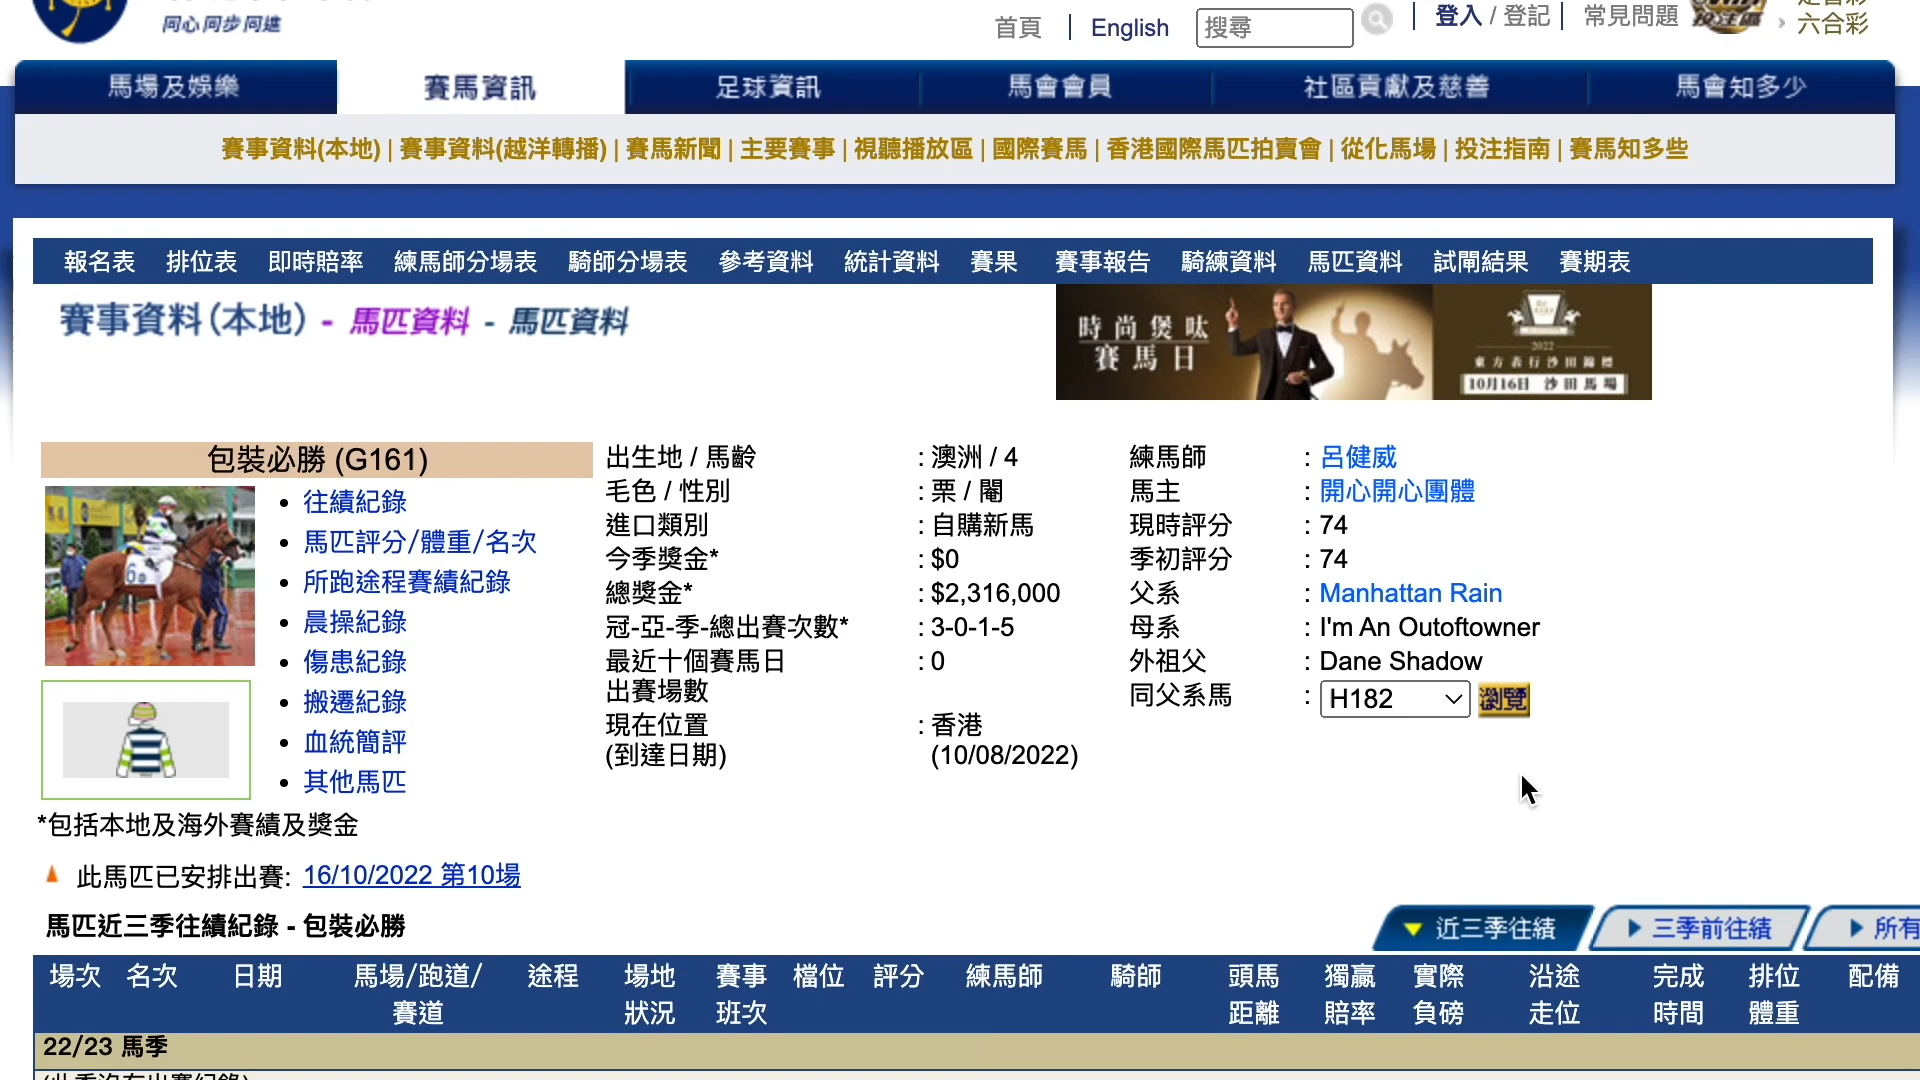 同心同步同進
首頁 | English 搜尋 | 登入 / 登記 | 常見問題 投注區 › 六合彩
馬場及娛樂 賽馬資訊 足球資訊 馬會會員 社區貢獻及慈善 馬會知多少
賽事資料(本地) | 賽事資料(越洋轉播) | 賽馬新聞 | 主要賽事 | 視聽播放區 | 國際賽馬 | 香港國際馬匹拍賣會 | 從化馬場 | 投注指南 | 賽馬知多些
報名表 排位表 即時賠率 練馬師分場表 騎師分場表 參考資料 統計資料 賽果 賽事報告 騎練資料 馬匹資料 試閘結果 賽期表
賽事資料(本地) - 馬匹資料 - 馬匹資料
時尚煲呔
賽馬日
2022
東方表行沙田錦標
10月16日 沙田馬場
包裝必勝 (G161)
往績紀錄
馬匹評分/體重/名次
所跑途程賽績紀錄
晨操紀錄
傷患紀錄
搬遷紀錄
血統簡評
其他馬匹
6
出生地 / 馬齡 : 澳洲 / 4
毛色 / 性別 : 栗 / 閹
進口類別 : 自購新馬
今季獎金* : $0
總獎金* : $2,316,000
冠-亞-季-總出賽次數* : 3-0-1-5
最近十個賽馬日 : 0
出賽場數
現在位置 : 香港
(到達日期) (10/08/2022)
練馬師 : 呂健威
馬主 : 開心開心團體
現時評分 : 74
季初評分 : 74
父系 : Manhattan Rain
母系 : I'm An Outoftowner
外祖父 : Dane Shadow
同父系馬 : H182 瀏覽
*包括本地及海外賽績及獎金
此馬匹已安排出賽: 16/10/2022 第10場
馬匹近三季往績紀錄 - 包裝必勝
近三季往績 三季前往績 所有
場次 名次 日期 馬場/跑道/ 途程 場地 賽事 檔位 評分 練馬師 騎師 頭馬 獨贏 實際 沿途 完成 排位 配備
賽道 狀況 班次 距離 賠率 負磅 走位 時間 體重
22/23 馬季